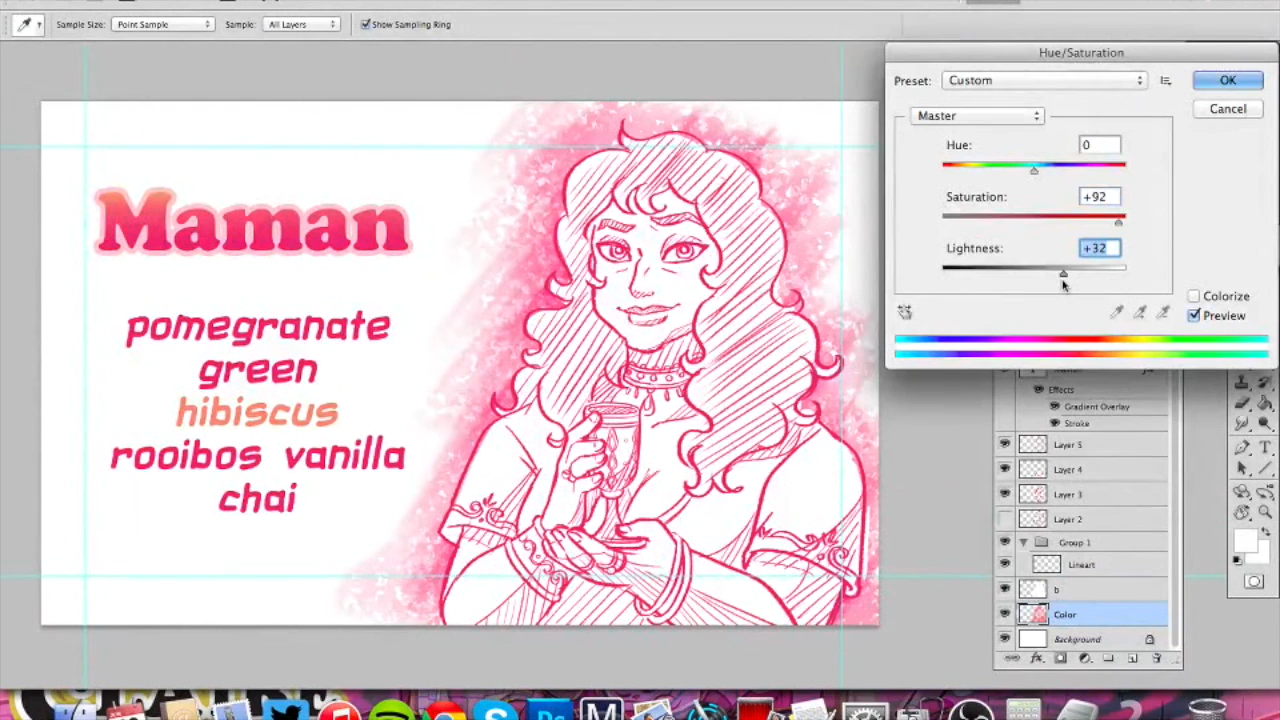 Sample Size: Point Sample Sample: All Layers Show Sampling Ring
Hue/Saturation
Preset: Custom OK
Cancel
Master
Hue: 0
Saturation: +92
Lightness: +32
Colorize
Preview
Maman
pomegranate
green
hibiscus
rooibos vanilla
chai
Effects
Gradient Overlay
Stroke
Layer 5
Layer 4
Layer 3
Layer 2
Group 1
Lineart
b
Color
Background
fx
T
Ps
M
S